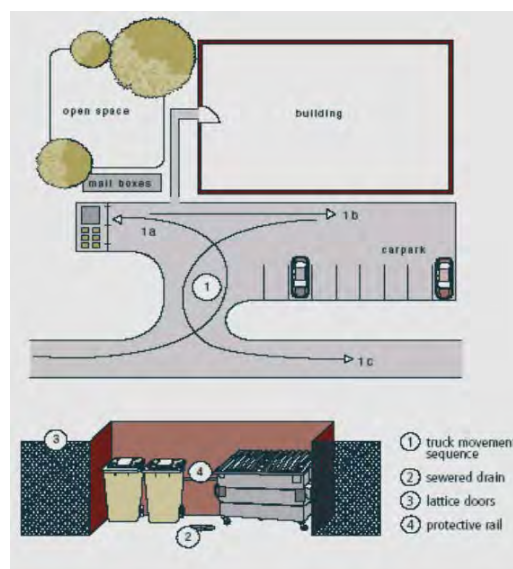 open space
building
mail boxes
1a
1b
carpark
1
1c
3
4
2
1 truck movemen
sequence
2 sewered drain
3 lattice doors
4 protective rail